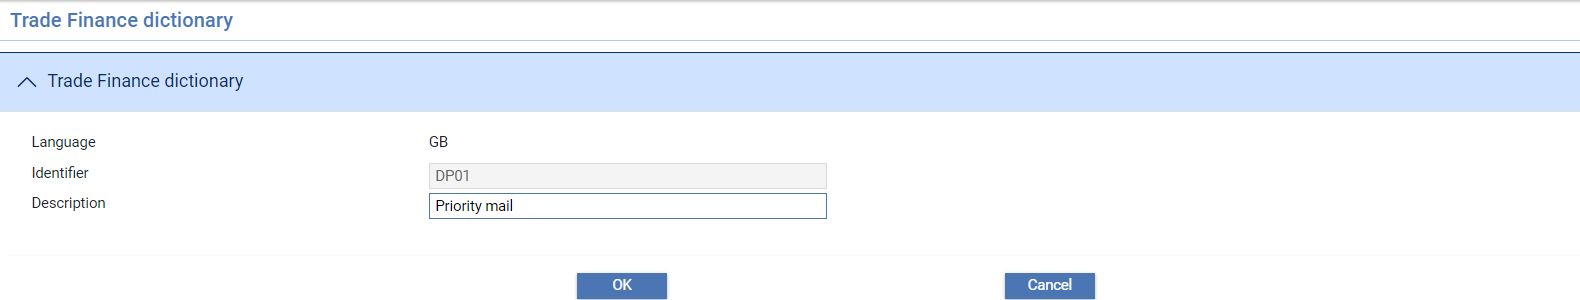 Trade Finance dictionary
Trade Finance dictionary
Language GB
Identifier DP01
Description Priority mail
OK Cancel